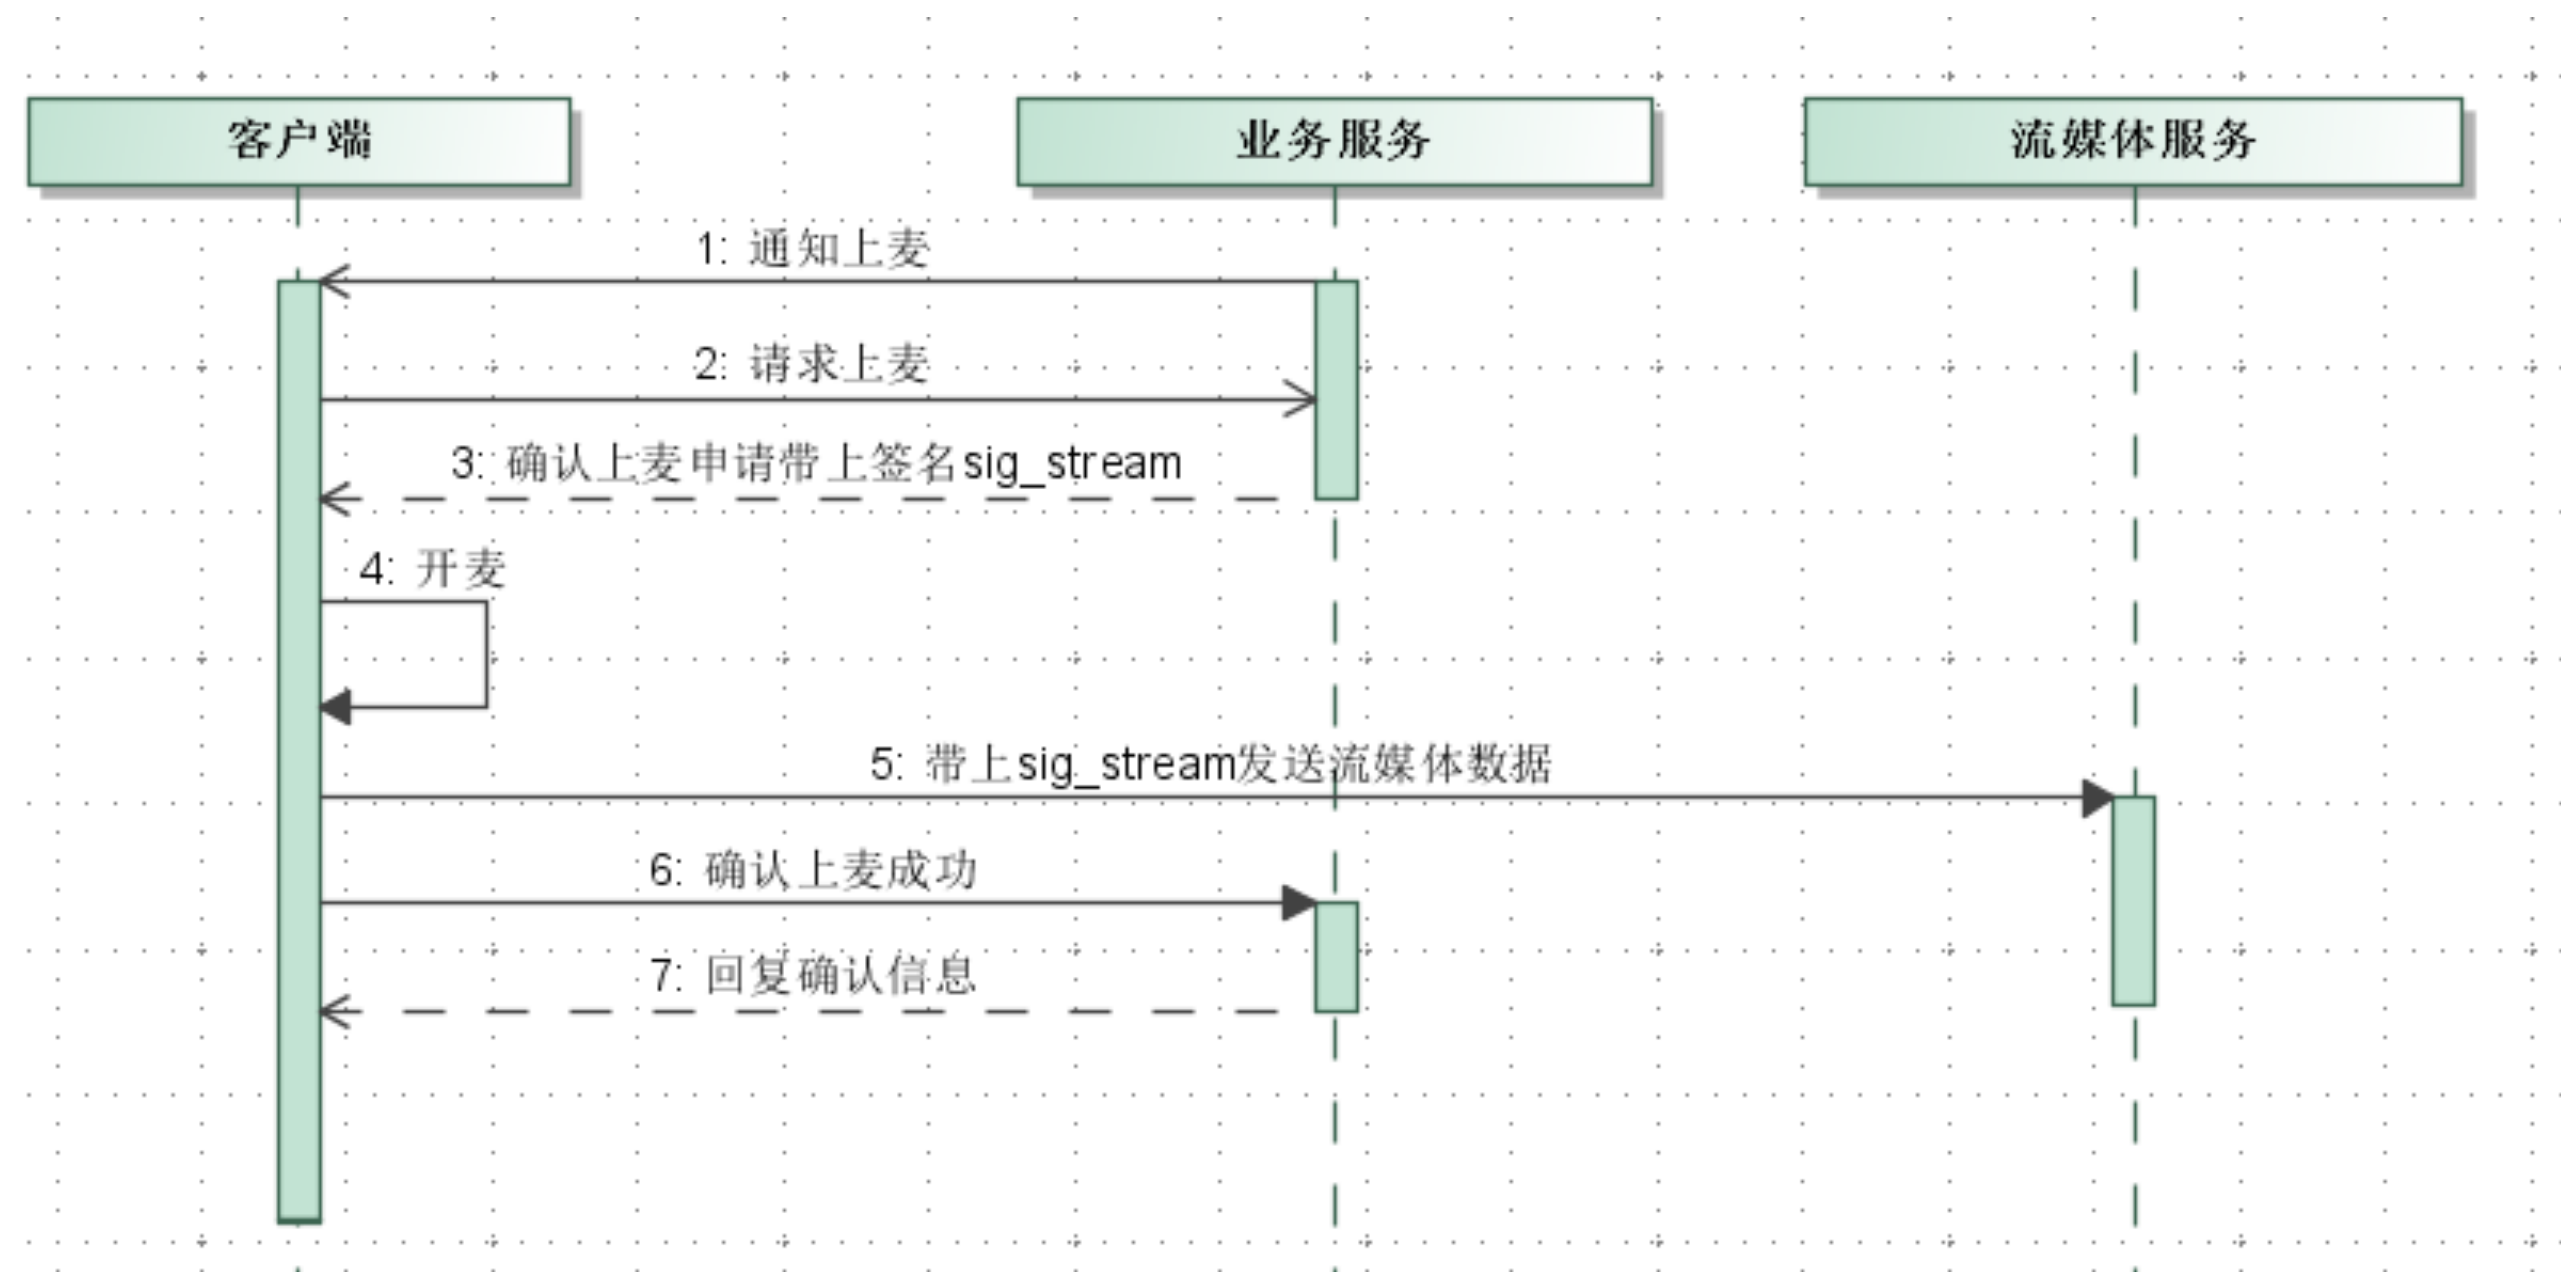 客户端
业务服务
流媒体服务
1: 通知上麦
2: 请求上麦
3: 确认上麦申请带上签名sig_stream
4: 开麦
5: 带上sig_stream发送流媒体数据
6: 确认上麦成功
7: 回复确认信息